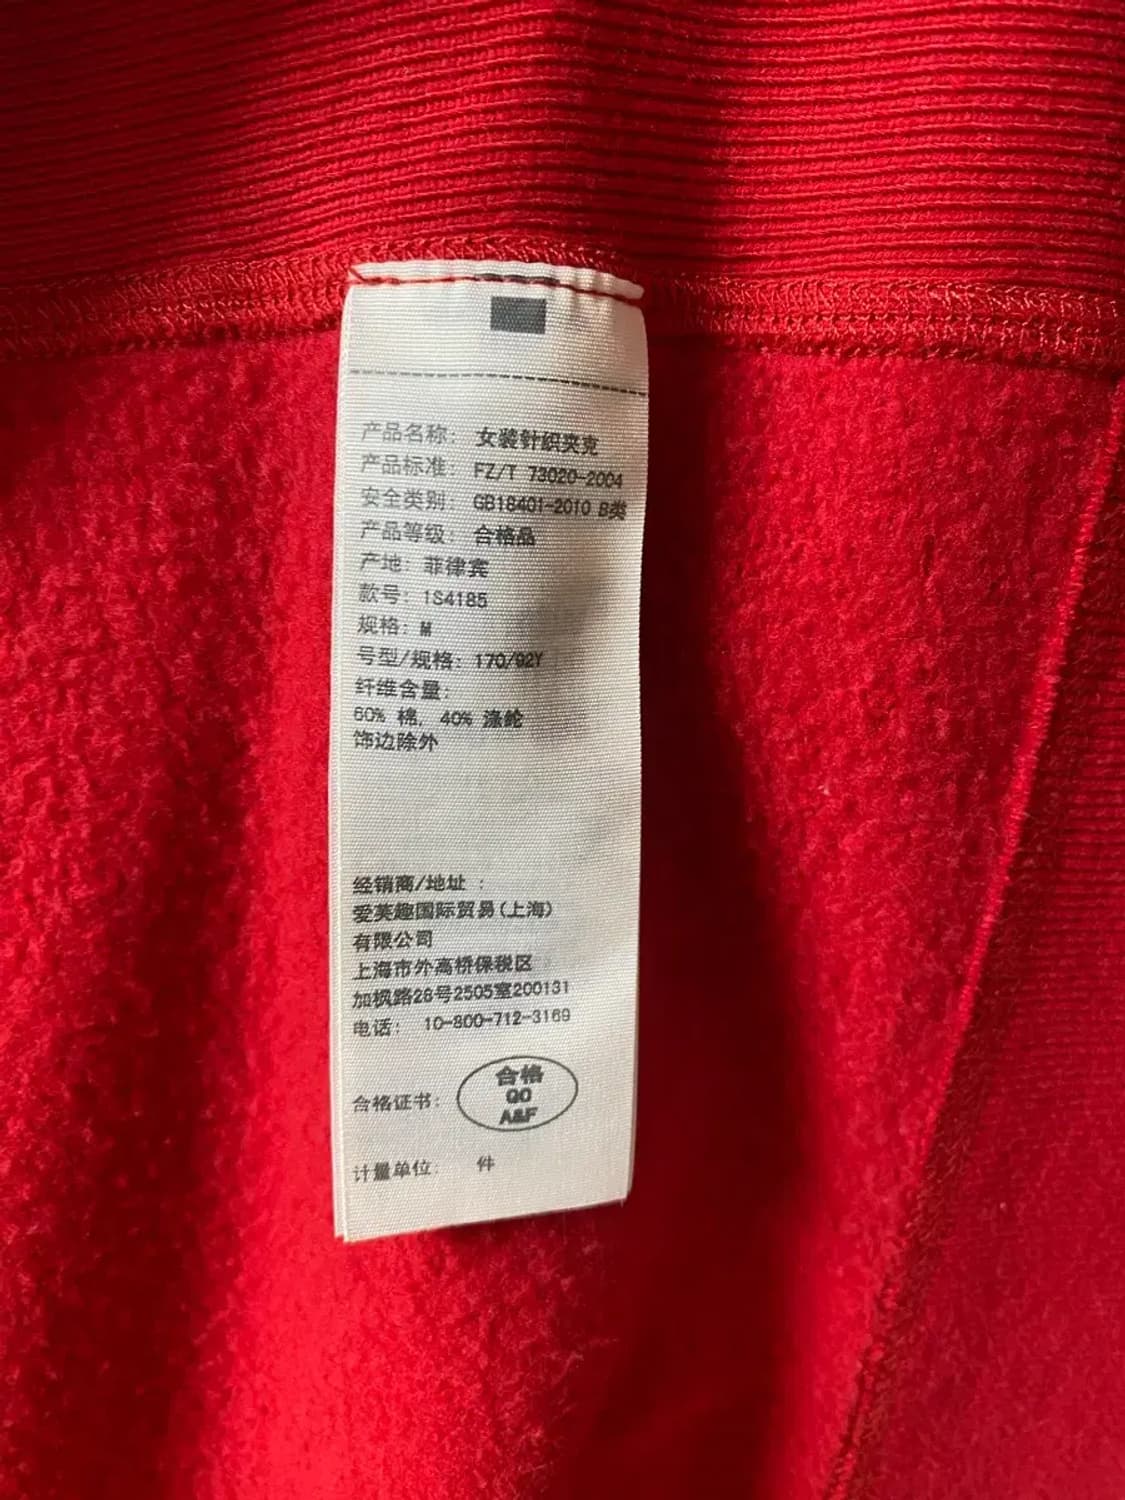 产品名称： 女装针织夹克
产品标准： FZ/T 73020-2004
安全类别： GB18401-2010 B类
产品等级： 合格品
产地：菲律宾
款号：1S4185
规格：M
号型/规格：170/92Y
纤维含量：
60% 棉, 40% 涤纶
饰边除外
经销商/地址 ：
爱芙趣国际贸易(上海)
有限公司
上海市外高桥保税区
加枫路28号2505室200131
电话： 10-800-712-3169
合格
QO
A&F
合格证书：
计量单位： 件